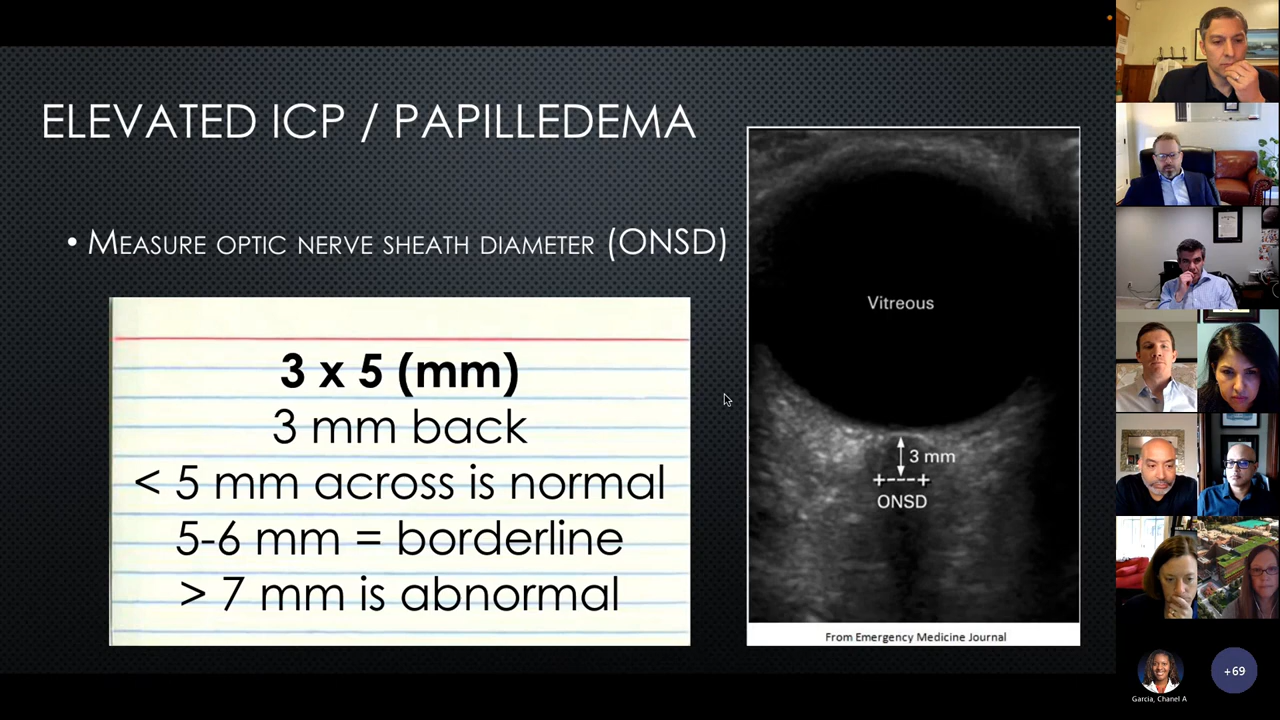 ELEVATED ICP / PAPILLEDEMA
• MEASURE OPTIC NERVE SHEATH DIAMETER (ONSD)
3 x 5 (mm)
3 mm back
< 5 mm across is normal
5-6 mm = borderline
> 7 mm is abnormal
Vitreous
3 mm
ONSD
From Emergency Medicine Journal
Garcia, Chanel A
+69